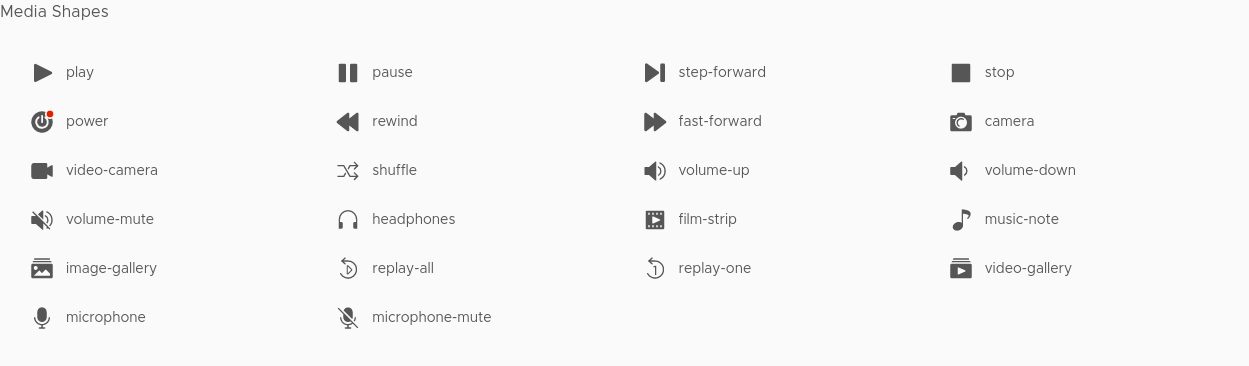 Media Shapes
play
pause
step-forward
stop
power
rewind
fast-forward
camera
video-camera
shuffle
volume-up
volume-down
volume-mute
headphones
film-strip
music-note
image-gallery
replay-all
1
replay-one
video-gallery
microphone
microphone-mute